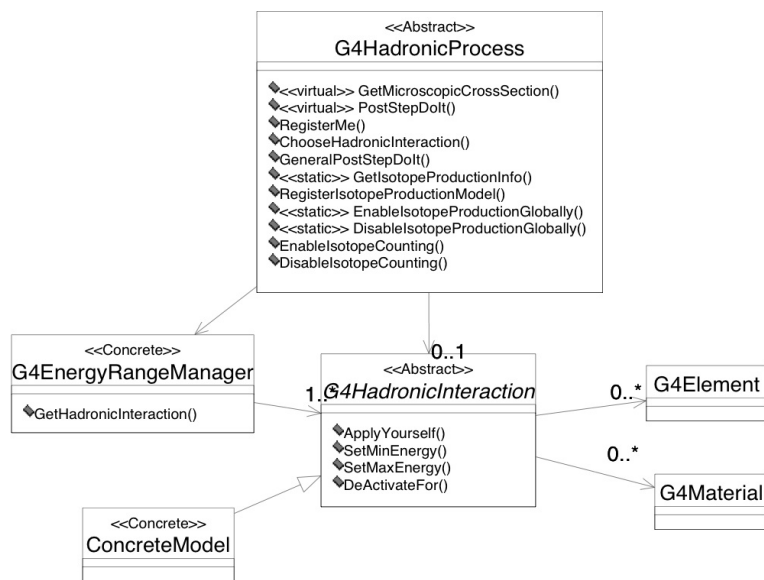 <<Abstract>>
G4HadronicProcess
<<virtual>> GetMicroscopicCrossSection()
<<virtual>> PostStepDoIt()
RegisterMe()
ChooseHadronicInteraction()
GeneralPostStepDoIt()
<<static>> GetIsotopeProductionInfo()
RegisterIsotopeProductionModel()
<<static>> EnableIsotopeProductionGlobally()
<<static>> DisableIsotopeProductionGlobally()
EnableIsotopeCounting()
DisableIsotopeCounting()
<<Concrete>>
G4EnergyRangeManager
GetHadronicInteraction()
1..*
0..1
<<Abstract>>
G4HadronicInteraction
ApplyYourself()
SetMinEnergy()
SetMaxEnergy()
DeActivateFor()
0..*
G4Element
0..*
G4Material
<<Concrete>>
ConcreteModel